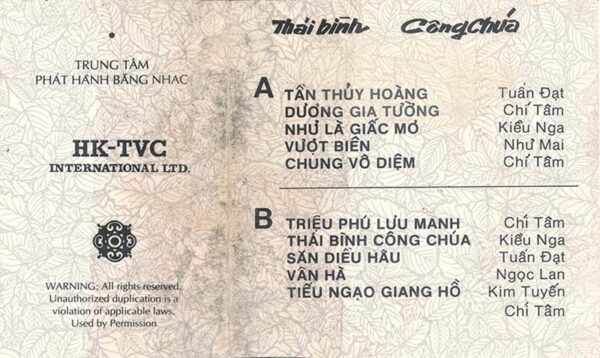 Thái bình Công Chúa
TRUNG TÂM
PHÁT HÀNH BĂNG NHẠC
HK-TVC
INTERNATIONAL LTD.
WARNING: All rights reserved.
Unauthorized duplication is a
violation of applicable laws.
Used by Permission
A
TẦN THỦY HOÀNG Tuấn Đạt
DƯƠNG GIA TƯỚNG Chí Tâm
NHƯ LÀ GIẤC MƠ Kiều Nga
VƯỢT BIÊN Như Mai
CHUNG VÔ DIỆM Chí Tâm
B
TRIỆU PHÚ LƯU MANH Chí Tâm
THÁI BÌNH CÔNG CHÚA Kiều Nga
SĂN DIỀU HÂU Tuấn Đạt
VÂN HÀ Ngọc Lan
TIẾU NGẠO GIANG HỒ Kim Tuyến
Chí Tâm